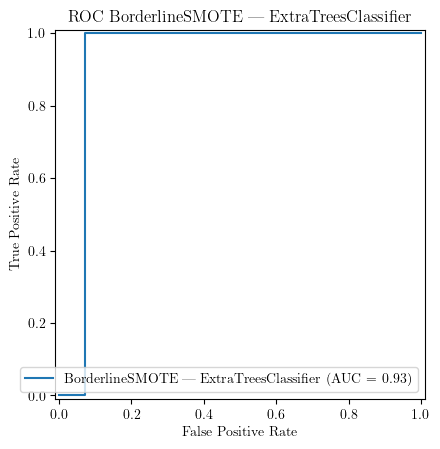 ROC BorderlineSMOTE — ExtraTreesClassifier
1.0
0.8
0.6
0.4
0.2
0.0
True Positive Rate
BorderlineSMOTE — ExtraTreesClassifier (AUC = 0.93)
0.0 0.2 0.4 0.6 0.8 1.0
False Positive Rate